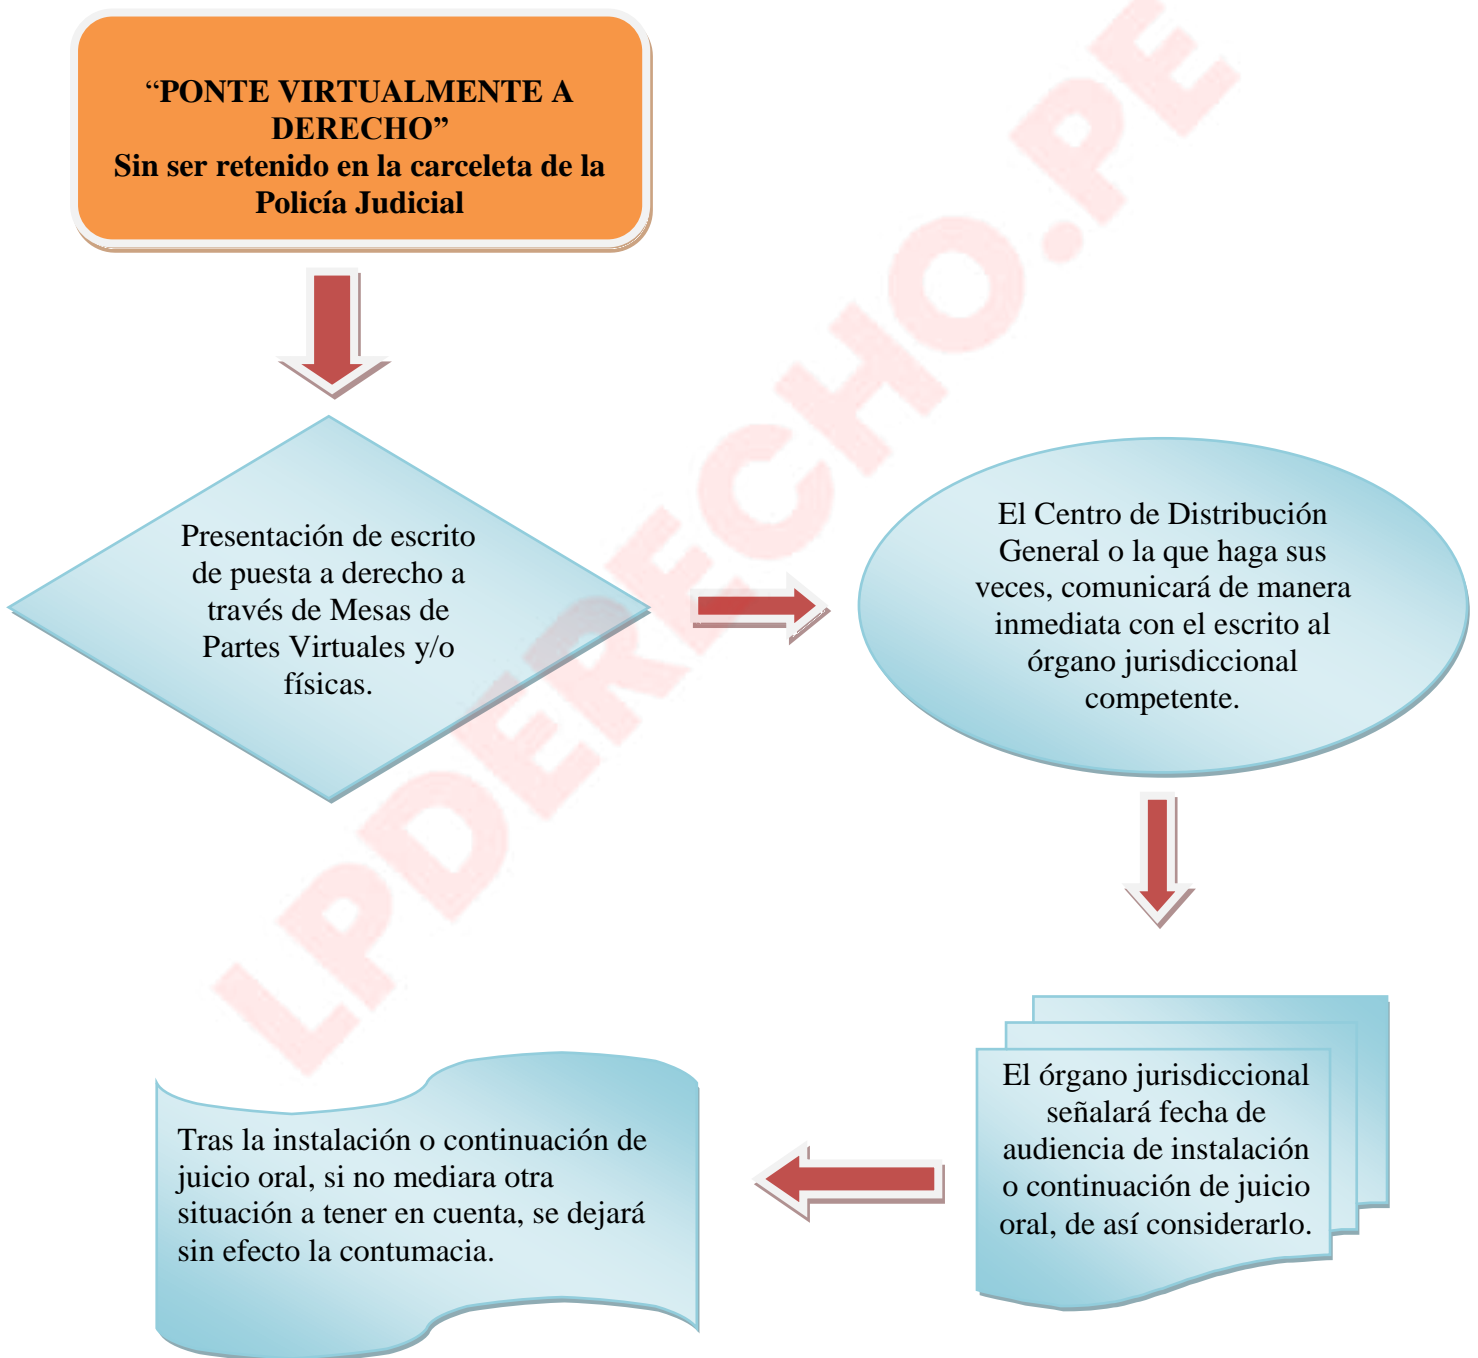 “PONTE VIRTUALMENTE A
DERECHO”
Sin ser retenido en la carceleta de la
Policía Judicial
Presentación de escrito
de puesta a derecho a
través de Mesas de
Partes Virtuales y/o
físicas.
El Centro de Distribución
General o la que haga sus
veces, comunicará de manera
inmediata con el escrito al
órgano jurisdiccional
competente.
El órgano jurisdiccional
señalará fecha de
audiencia de instalación
o continuación de juicio
oral, de así considerarlo.
Tras la instalación o continuación de
juicio oral, si no mediara otra
situación a tener en cuenta, se dejará
sin efecto la contumacia.
LPDERECHO.PE